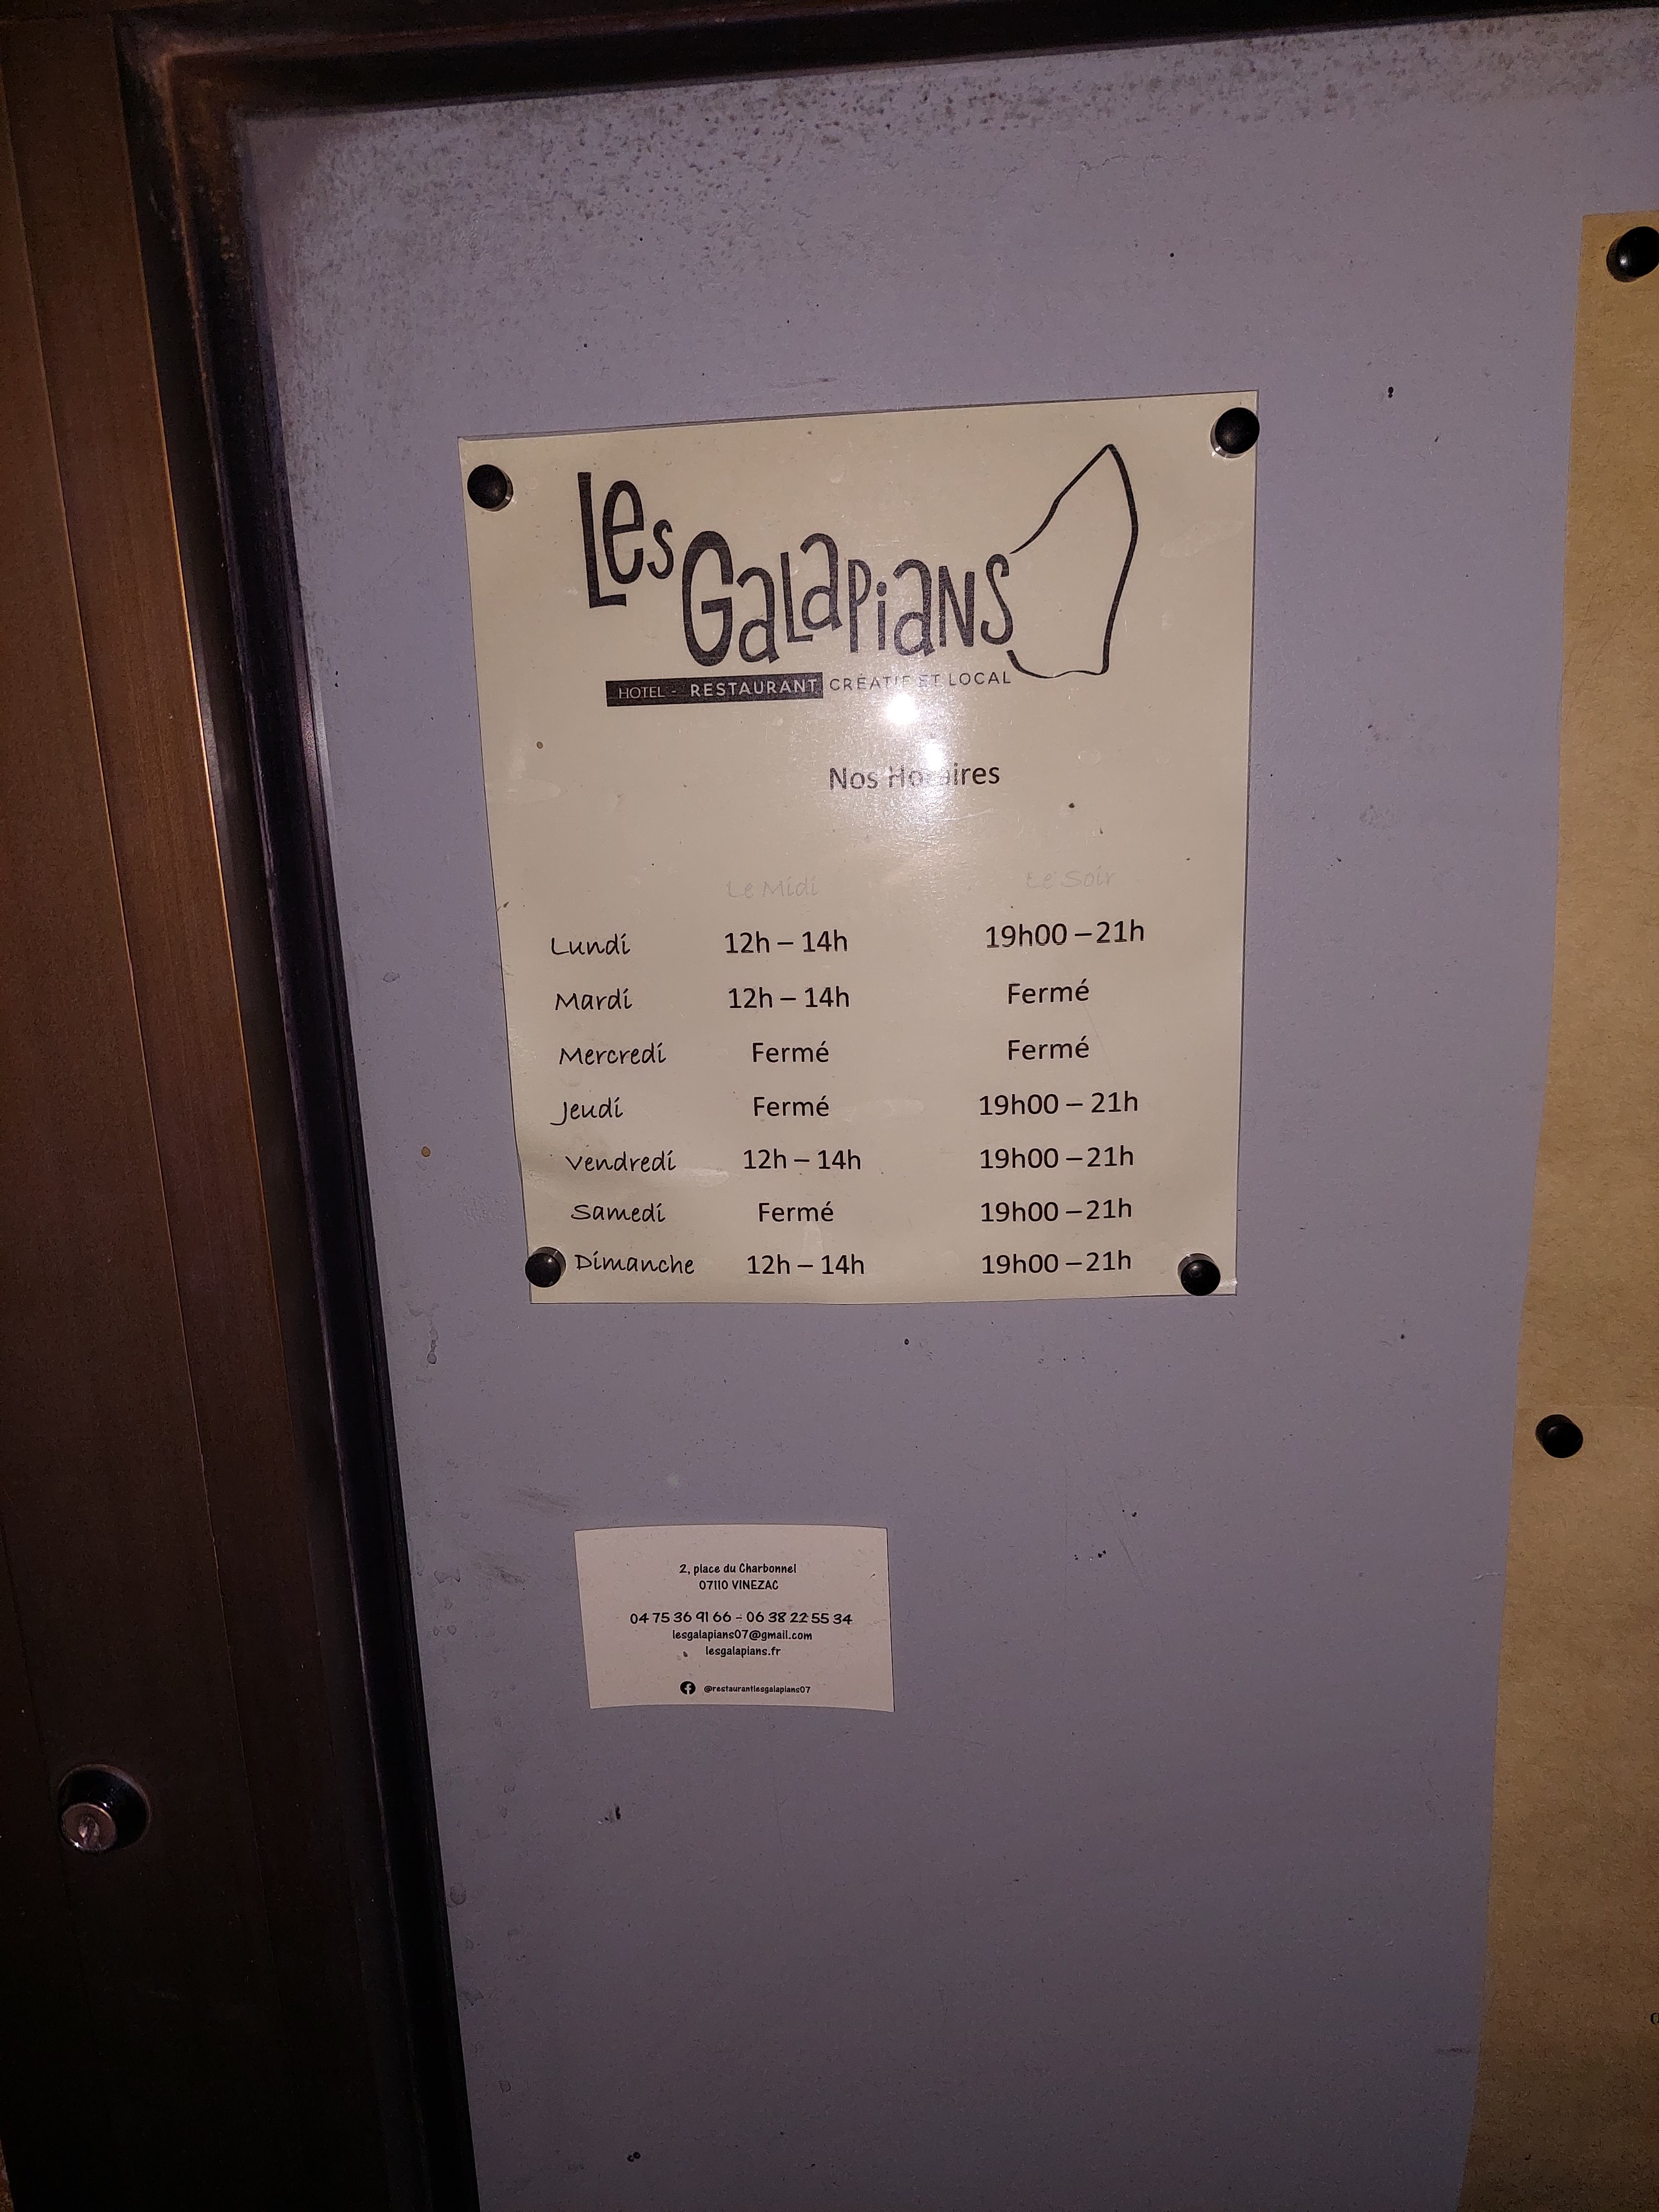 Les Galapians
HOTEL - RESTAURANT CRÉATIF ET LOCAL
Nos Horaires
Le Midi Le Soir
Lundi 12h – 14h 19h00 – 21h
Mardi 12h – 14h Fermé
Mercredi Fermé Fermé
Jeudi Fermé 19h00 – 21h
Vendredi 12h – 14h 19h00 – 21h
Samedi Fermé 19h00 – 21h
Dimanche 12h – 14h 19h00 – 21h
2, place du Charbonnel
07110 VINEZAC
04 75 36 91 66 - 06 38 22 55 34
lesgalapians07@gmail.com
lesgalapians.fr
@restaurantlesgalapians07